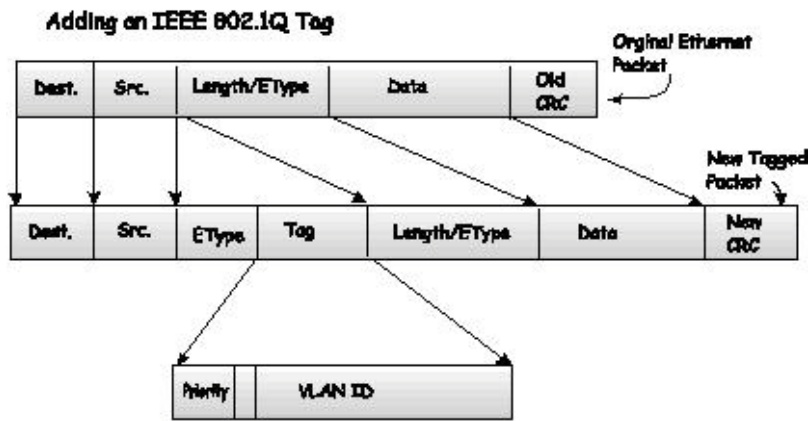 Adding an IEEE 802.1Q Tag
Orginal Ethernet
Packet
Dest. Src. Length/EType Data Old
CRC
New Tagged
Packet
Dest. Src. EType Tag Length/EType Data New
CRC
Priority VLAN ID